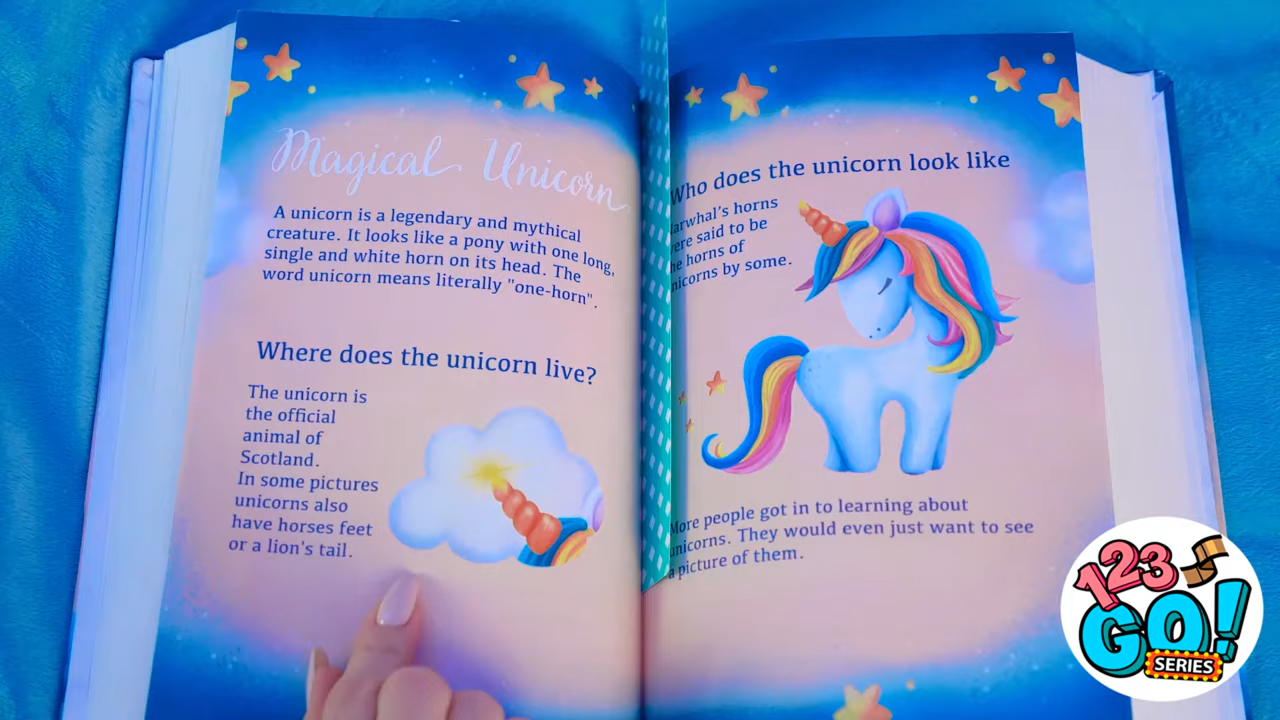 Magical Unicorn
A unicorn is a legendary and mythical
creature. It looks like a pony with one long,
single and white horn on its head. The
word unicorn means literally "one-horn".
Where does the unicorn live?
The unicorn is
the official
animal of
Scotland.
In some pictures
unicorns also
have horses feet
or a lion's tail.
Who does the unicorn look like
arwhal's horns
ere said to be
he horns of
nicorns by some.
More people got in to learning about
unicorns. They would even just want to see
a picture of them.
123
GO!
SERIES